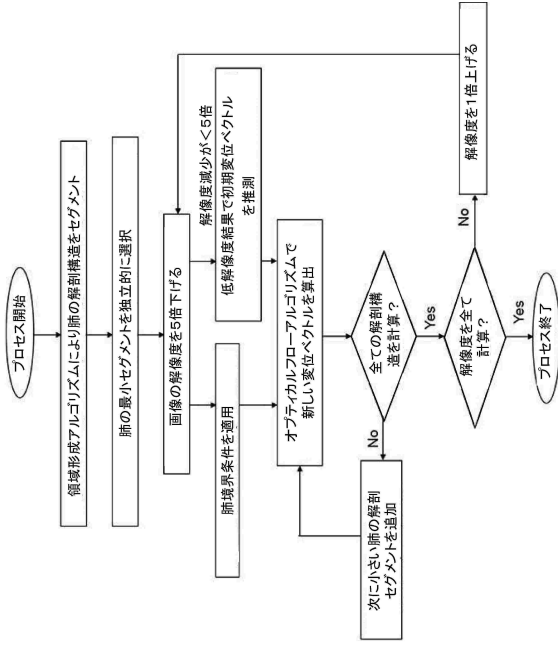 プロセス開始
領域形成アルゴリズムにより肺の解剖構造をセグメント
肺の最小セグメントを独立的に選択
画像の解像度を5倍下げる
解像度減少が＜5倍
肺境界条件を適用
低解像度結果で初期変位ベクトル
を推測
オプティカルフローアルゴリズムで
新しい変位ベクトルを算出
全ての解剖構
造を計算？
No
Yes
次に小さい肺の解剖
セグメントを追加
解像度を全て
計算？
No
Yes
解像度を1倍上げる
プロセス終了